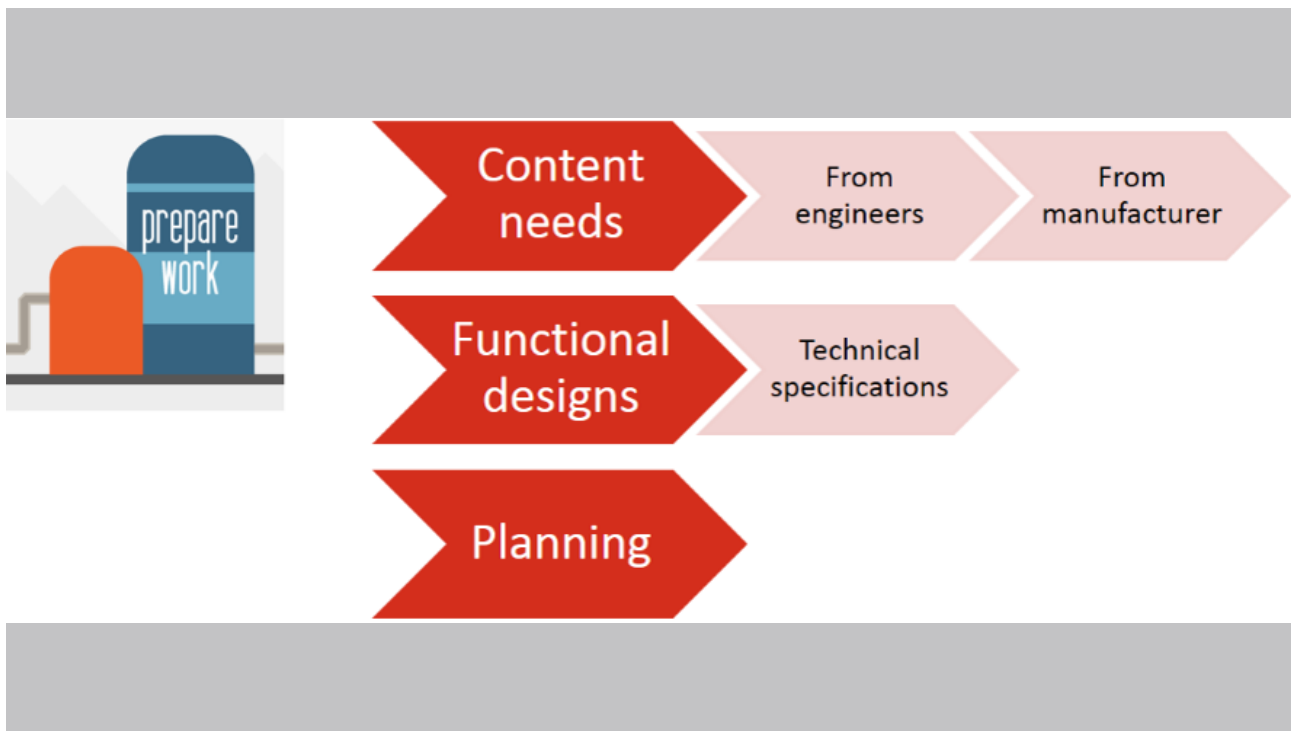 prepare
work
Content
needs
From
engineers
From
manufacturer
Functional
designs
Technical
specifications
Planning